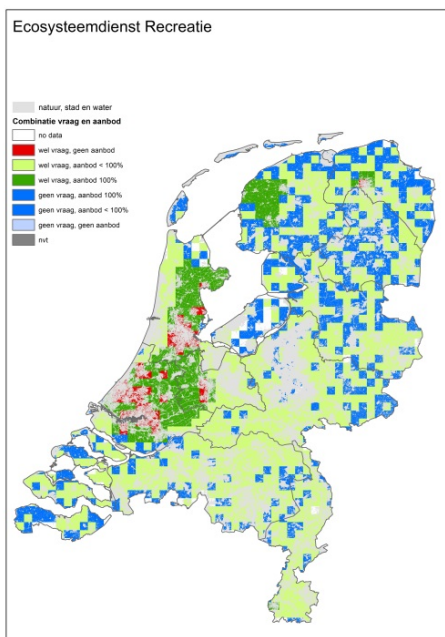 Ecosysteemdienst Recreatie
natuur, stad en water
Combinatie vraag en aanbod
no data
wel vraag, geen aanbod
wel vraag, aanbod < 100%
wel vraag, aanbod 100%
geen vraag, aanbod 100%
geen vraag, aanbod < 100%
geen vraag, geen aanbod
nvt